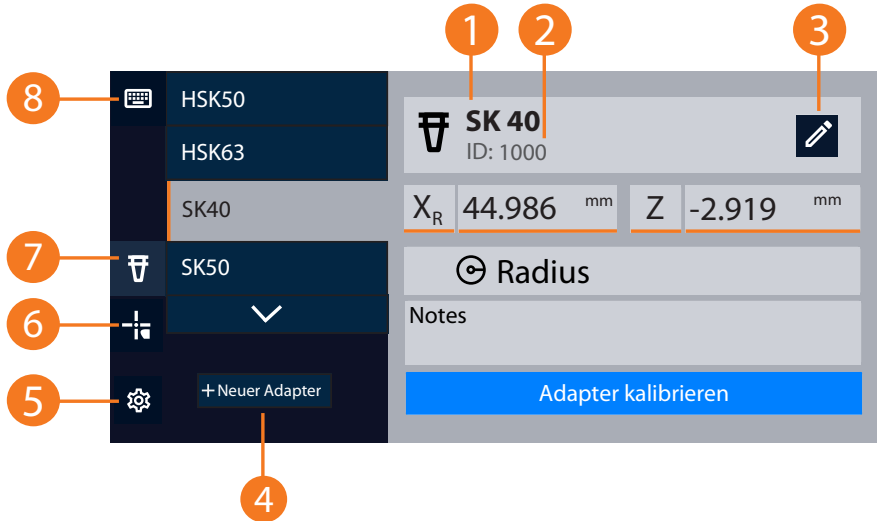 1 2 3
8
HSK50
HSK63
SK40
7 SK50
6
5
+ Neuer Adapter
4
SK 40
ID: 1000
XR 44.986 mm Z -2.919 mm
Radius
Notes
Adapter kalibrieren